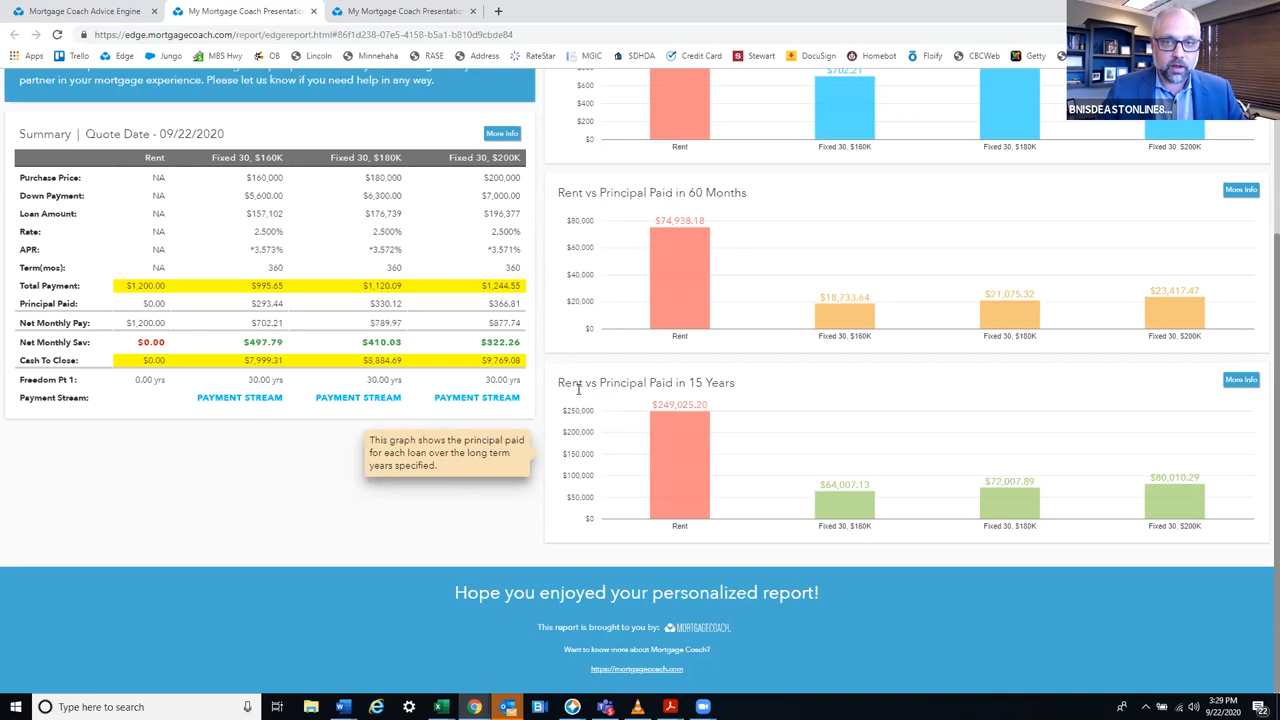 Mortgage Coach Advice Engine
My Mortgage Coach Presentation
My Mortgage Coach Presentation
https://edge.mortgagecoach.com/report/edgereport.html#86f1d238-07e5-4158-b5a1-b810d9cbde84
Apps Trello Edge Jungo MBS Hwy OB Lincoln Minnehaha RASE Address RateStar MGIC SDHDA Credit Card Stewart DocuSign Homebot Floify CBCWeb Getty
BNISDEASTONLINE8...
partner in your mortgage experience. Please let us know if you need help in any way.
Summary | Quote Date - 09/22/2020 More Info
Rent Fixed 30, $160K Fixed 30, $180K Fixed 30, $200K
Purchase Price: NA $160,000 $180,000 $200,000
Down Payment: NA $5,600.00 $6,300.00 $7,000.00
Loan Amount: NA $157,102 $176,739 $196,377
Rate: NA 2.500% 2.500% 2.500%
APR: NA *3.573% *3.572% *3.571%
Term(mos): NA 360 360 360
Total Payment: $1,200.00 $995.65 $1,120.09 $1,244.55
Principal Paid: $0.00 $293.44 $330.12 $366.81
Net Monthly Pay: $1,200.00 $702.21 $789.97 $877.74
Net Monthly Sav: $0.00 $497.79 $410.03 $322.26
Cash To Close: $0.00 $7,999.31 $8,884.69 $9,769.08
Freedom Pt 1: 0.00 yrs 30.00 yrs 30.00 yrs 30.00 yrs
Payment Stream: PAYMENT STREAM PAYMENT STREAM PAYMENT STREAM
This graph shows the principal paid
for each loan over the long term
years specified.
$702.21
$600
$400
$200
$0
Rent Fixed 30, $160K Fixed 30, $180K Fixed 30, $200K
Rent vs Principal Paid in 60 Months More Info
$80,000
$60,000
$40,000
$20,000
$0
$74,938.18 $18,733.64 $21,075.32 $23,417.47
Rent Fixed 30, $160K Fixed 30, $180K Fixed 30, $200K
Rent vs Principal Paid in 15 Years More Info
$250,000
$200,000
$150,000
$100,000
$50,000
$0
$249,025.20 $64,007.13 $72,007.89 $80,010.29
Rent Fixed 30, $160K Fixed 30, $180K Fixed 30, $200K
Hope you enjoyed your personalized report!
This report is brought to you by: MORTGAGECOACH
Want to know more about Mortgage Coach?
https://mortgagecoach.com
Type here to search
3:29 PM
9/22/2020
22